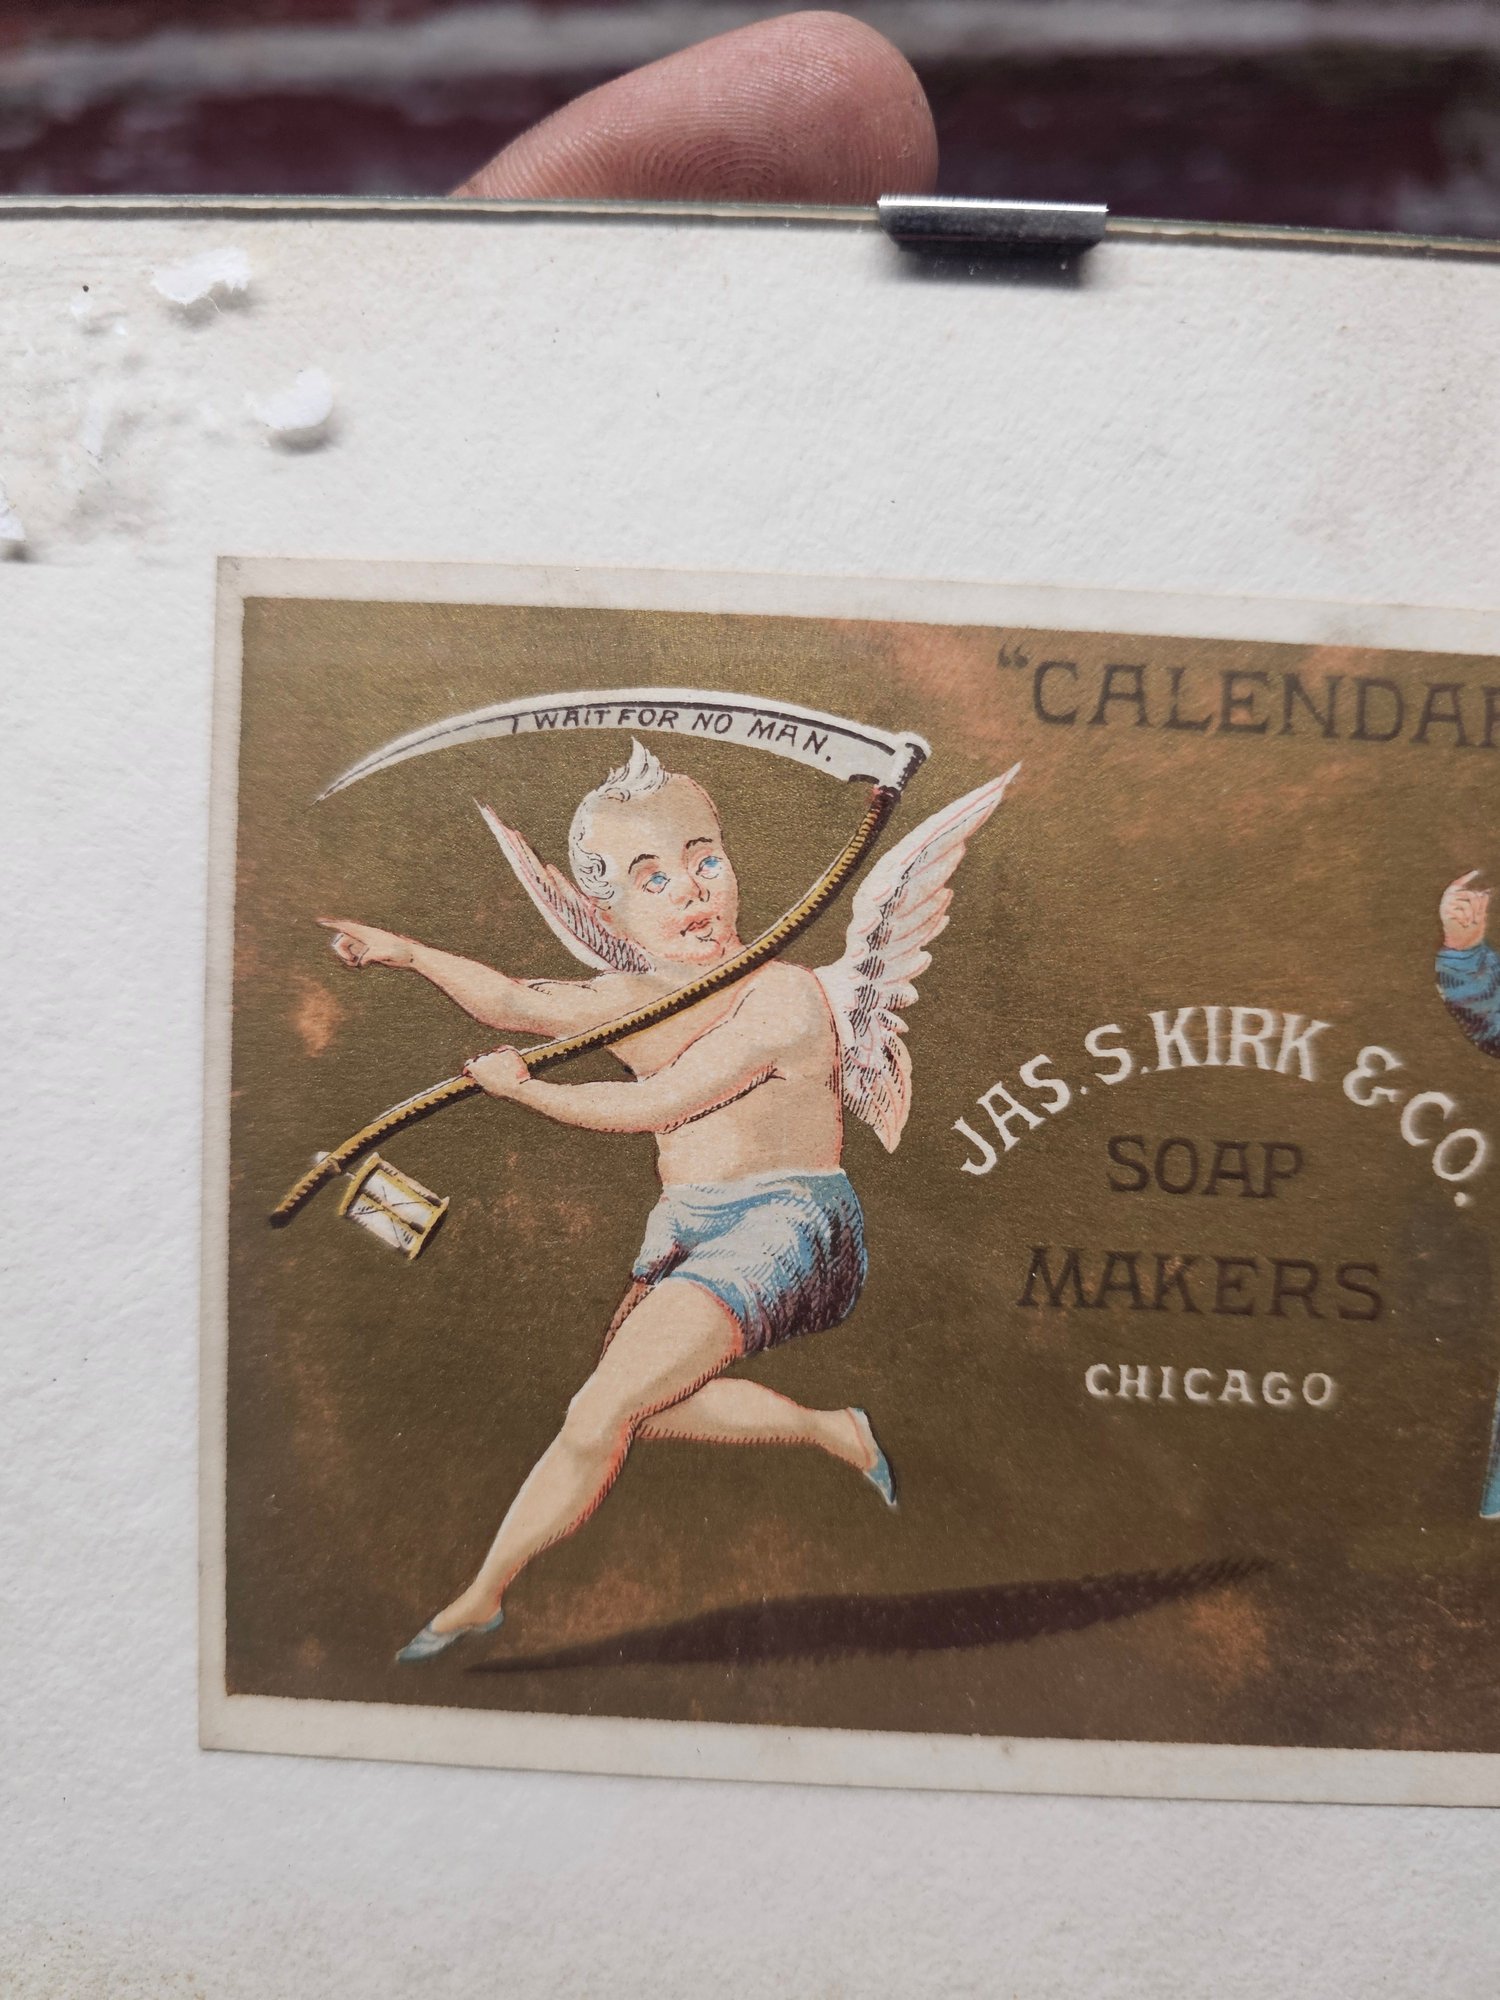 I WAIT FOR NO MAN.
"CALENDAR
JAS. S. KIRK & CO.
SOAP
MAKERS
CHICAGO